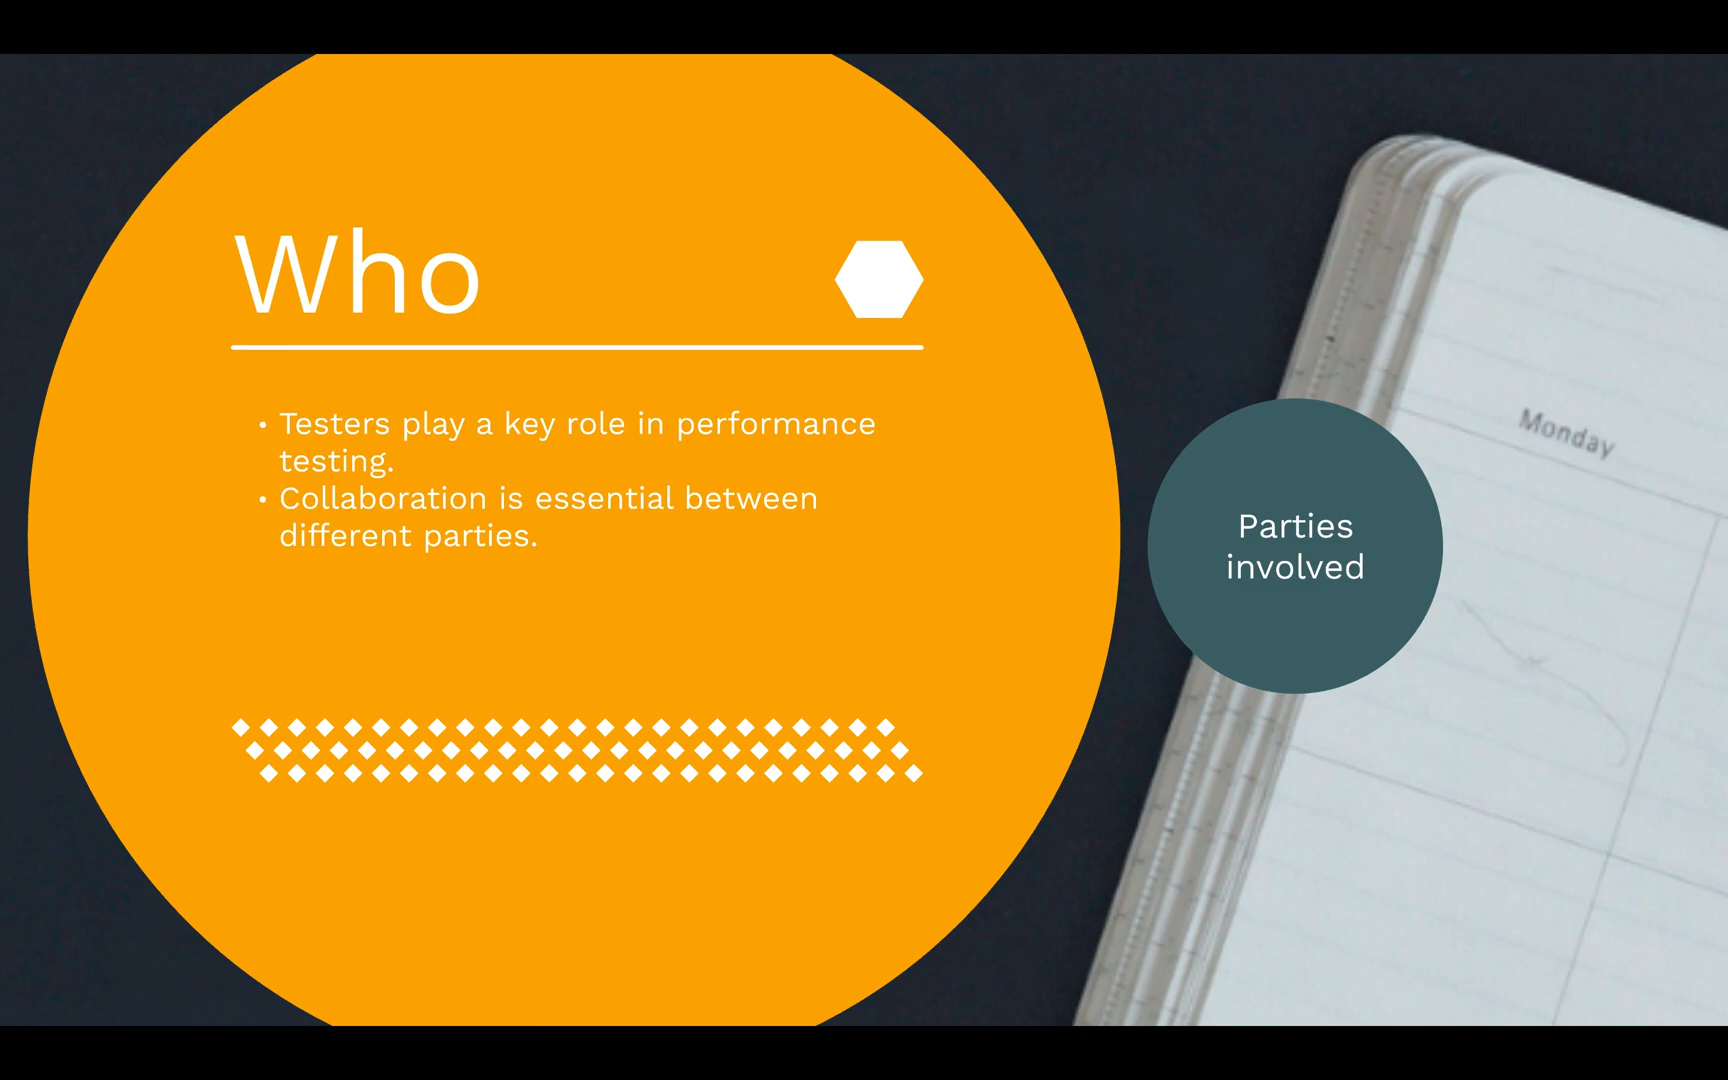 Who
• Testers play a key role in performance
testing.
• Collaboration is essential between
different parties.
Parties
involved
Monday